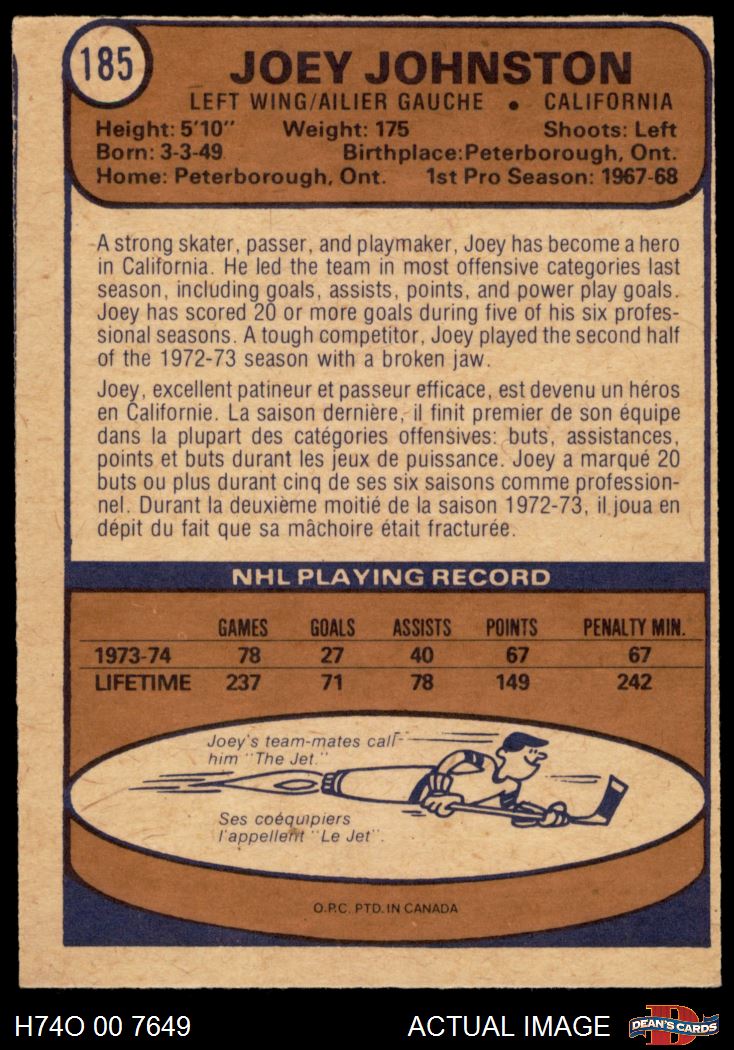 185
JOEY JOHNSTON
LEFT WING/AILIER GAUCHE • CALIFORNIA
Height: 5'10" Weight: 175 Shoots: Left
Born: 3-3-49 Birthplace: Peterborough, Ont.
Home: Peterborough, Ont. 1st Pro Season: 1967-68
A strong skater, passer, and playmaker, Joey has become a hero
in California. He led the team in most offensive categories last
season, including goals, assists, points, and power play goals.
Joey has scored 20 or more goals during five of his six profes-
sional seasons. A tough competitor, Joey played the second half
of the 1972-73 season with a broken jaw.
Joey, excellent patineur et passeur efficace, est devenu un héros
en Californie. La saison dernière, il finit premier de son équipe
dans la plupart des catégories offensives: buts, assistances,
points et buts durant les jeux de puissance. Joey a marqué 20
buts ou plus durant cinq de ses six saisons comme profession-
nel. Durant la deuxième moitié de la saison 1972-73, il joua en
dépit du fait que sa mâchoire était fracturée.
NHL PLAYING RECORD
GAMES GOALS ASSISTS POINTS PENALTY MIN.
1973-74 78 27 40 67 67
LIFETIME 237 71 78 149 242
Joey's team-mates call
him "The Jet."
Ses coéquipiers
l'appellent "Le Jet".
O.P.C. PTD. IN CANADA
H74O 00 7649 ACTUAL IMAGE DEAN'S CARDS